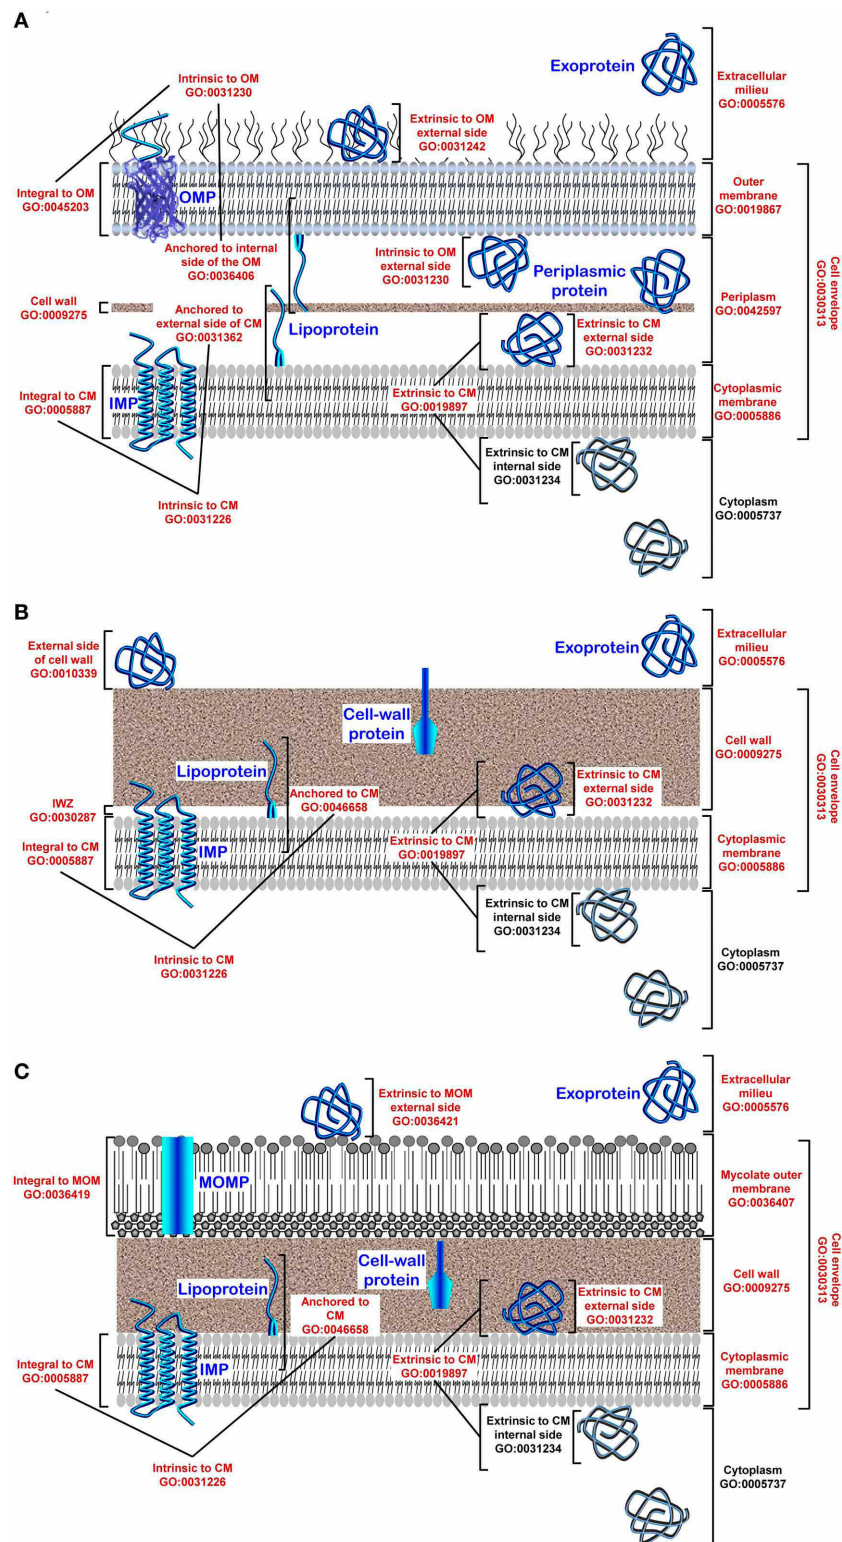 A
Exoprotein
Extracellular
milieu
GO:0005576
Intrinsic to OM
GO:0031230
Extrinsic to OM
external side
GO:0031242
Integral to OM
GO:0045203
OMP
Outer
membrane
GO:0019867
Anchored to internal
side of the OM
GO:0036406
Intrinsic to OM
external side
GO:0031230
Periplasmic
protein
Periplasm
GO:0042597
Cell envelope
GO:0030313
Cell wall
GO:0009275
Anchored to
external side of CM
GO:0031362
Lipoprotein
Extrinsic to CM
external side
GO:0031232
Integral to CM
GO:0005887
IMP
Extrinsic to CM
GO:0019897
Cytoplasmic
membrane
GO:0005886
Extrinsic to CM
internal side
GO:0031234
Intrinsic to CM
GO:0031226
Cytoplasm
GO:0005737
B
External side
of cell wall
GO:0010339
Exoprotein
Extracellular
milieu
GO:0005576
Cell-wall
protein
Cell wall
GO:0009275
Cell envelope
GO:0030313
Lipoprotein
Anchored to CM
GO:0046658
Extrinsic to CM
external side
GO:0031232
IWZ
GO:0030287
Integral to CM
GO:0005887
IMP
Extrinsic to CM
GO:0019897
Cytoplasmic
membrane
GO:0005886
Extrinsic to CM
internal side
GO:0031234
Intrinsic to CM
GO:0031226
Cytoplasm
GO:0005737
C
Extrinsic to MOM
external side
GO:0036421
Exoprotein
Extracellular
milieu
GO:0005576
Integral to MOM
GO:0036419
MOMP
Mycolate outer
membrane
GO:0036407
Cell envelope
GO:0030313
Lipoprotein
Cell-wall
protein
Cell wall
GO:0009275
Anchored to
CM
GO:0046658
Extrinsic to CM
external side
GO:0031232
Integral to CM
GO:0005887
IMP
Extrinsic to CM
GO:0019897
Cytoplasmic
membrane
GO:0005886
Extrinsic to CM
internal side
GO:0031234
Intrinsic to CM
GO:0031226
Cytoplasm
GO:0005737